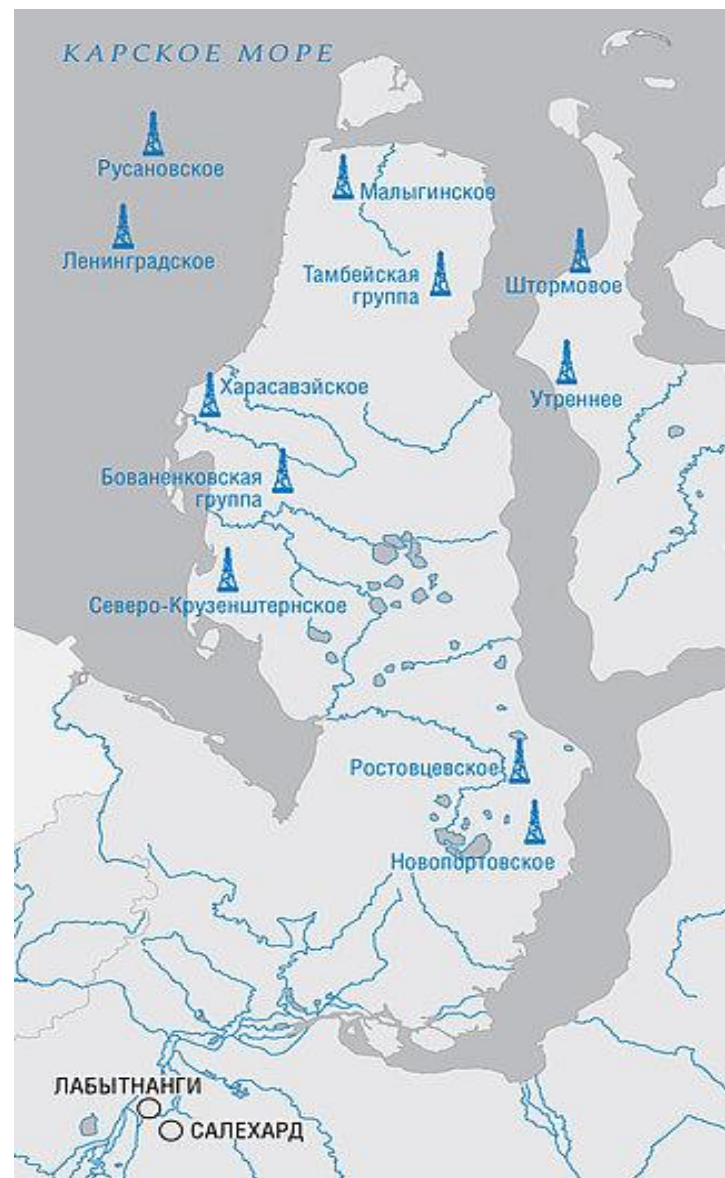 КАРСКОЕ МОРЕ
Русановское
Малыгинское
Ленинградское
Тамбейская
группа
Штормовое
Харасавэйское
Утреннее
Бованенковская
группа
Северо-Крузенштернское
Ростовцевское
Новопортовское
ЛАБЫТНАНГИ
САЛЕХАРД